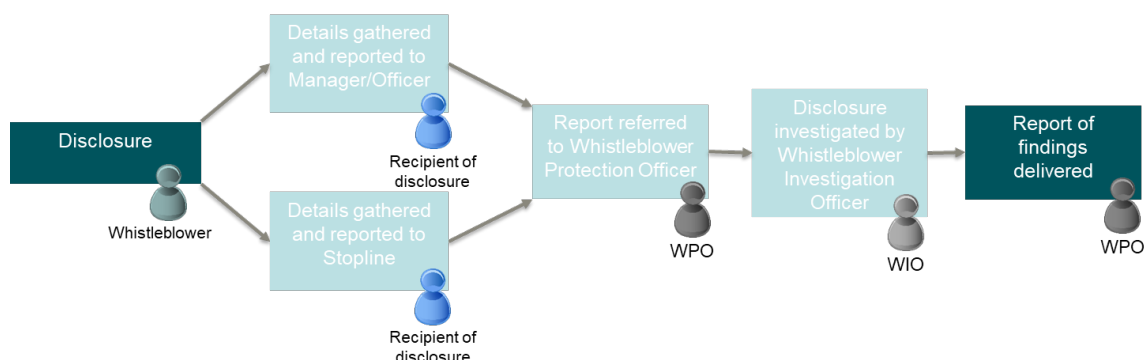 Disclosure
Whistleblower
Details gathered
and reported to
Manager/Officer
Recipient of
disclosure
Details gathered
and reported to
Stopline
Recipient of
disclosure
Report referred
to Whistleblower
Protection Officer
WPO
Disclosure
investigated by
Whistleblower
Investigation
Officer
WIO
Report of
findings
delivered
WPO